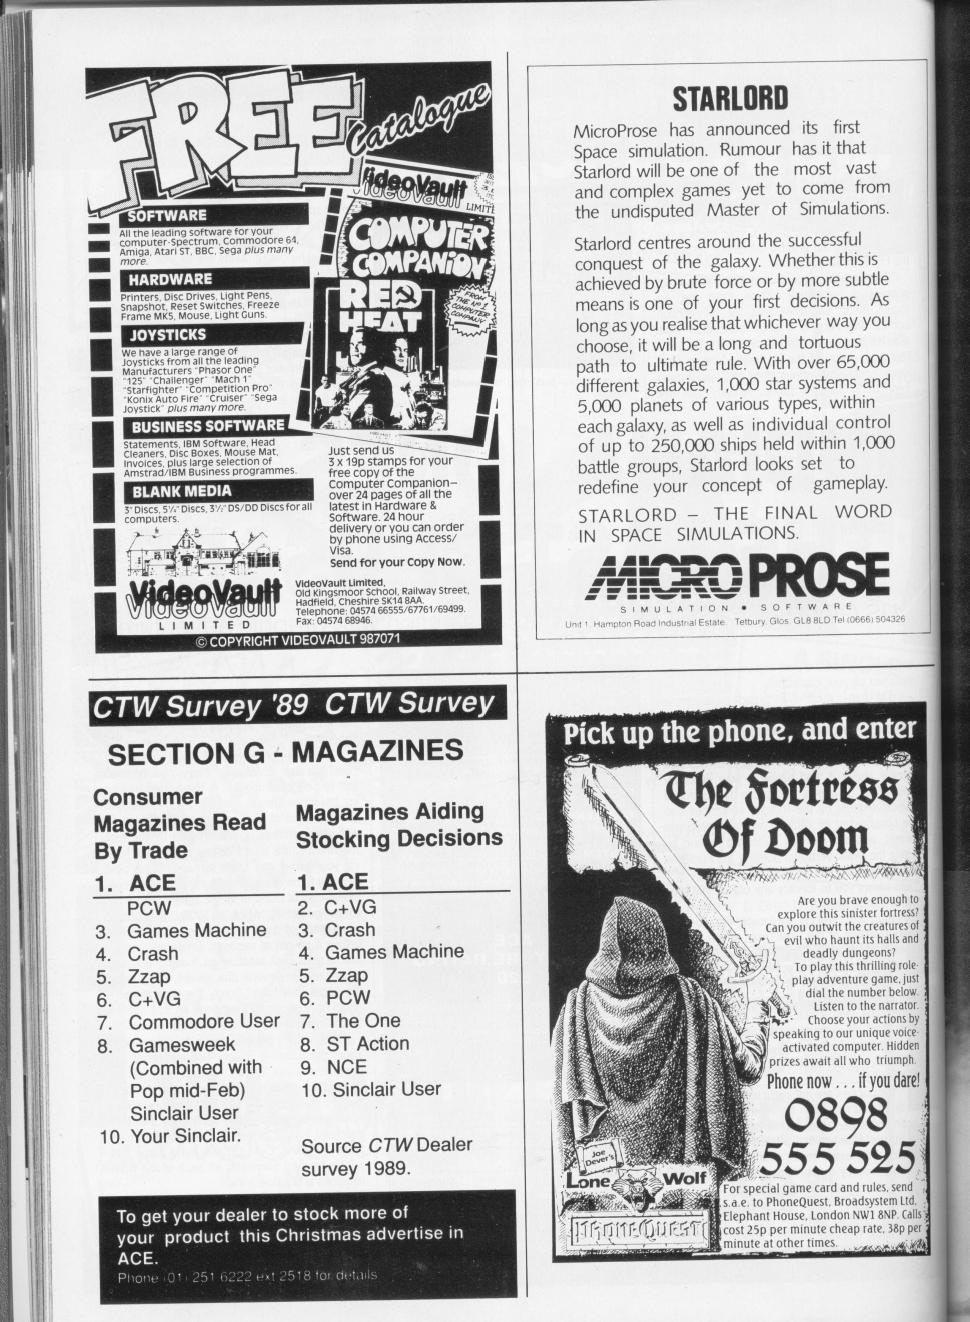 FREE
Catalogue
VideoVault
COMPUTER
COMPANION
RED
HEAT
FROM
THE No 1
COMPUTER
COMPANY
SOFTWARE
All the leading software for your
computer-Spectrum, Commodore 64,
Amiga, Atari ST, BBC, Sega plus many
more.
HARDWARE
Printers, Disc Drives, Light Pens,
Snapshot, Reset Switches, Freeze
Frame MK5, Mouse, Light Guns.
JOYSTICKS
We have a large range of
Joysticks from all the leading
Manufacturers "Phasor One"
"125" "Challenger" "Mach 1"
"Starfighter" "Competition Pro"
"Konix Auto Fire" "Cruiser" "Sega
Joystick" plus many more.
BUSINESS SOFTWARE
Statements, IBM Software, Head
Cleaners, Disc Boxes, Mouse Mat,
Invoices, plus large selection of
Amstrad/IBM Business programmes.
BLANK MEDIA
3" Discs, 5¼" Discs, 3½" DS/DD Discs for all
computers.
Just send us
3 x 19p stamps for your
free copy of the
Computer Companion—
over 24 pages of all the
latest in Hardware &
Software. 24 hour
delivery or you can order
by phone using Access/
Visa.
Send for your Copy Now.
VideoVault
LIMITED
VideoVault Limited,
Old Kingsmoor School, Railway Street,
Hadfield, Cheshire SK14 8AA.
Telephone: 04574 66555/67761/69499.
Fax: 04574 68946.
© COPYRIGHT VIDEOVAULT 987071
STARLORD
MicroProse has announced its first
Space simulation. Rumour has it that
Starlord will be one of the most vast
and complex games yet to come from
the undisputed Master of Simulations.
Starlord centres around the successful
conquest of the galaxy. Whether this is
achieved by brute force or by more subtle
means is one of your first decisions. As
long as you realise that whichever way you
choose, it will be a long and tortuous
path to ultimate rule. With over 65,000
different galaxies, 1,000 star systems and
5,000 planets of various types, within
each galaxy, as well as individual control
of up to 250,000 ships held within 1,000
battle groups, Starlord looks set to
redefine your concept of gameplay.
STARLORD – THE FINAL WORD
IN SPACE SIMULATIONS.
MICRO PROSE
SIMULATION • SOFTWARE
Unit 1 Hampton Road Industrial Estate. Tetbury. Glos. GL8 8LD Tel (0666) 504326
CTW Survey '89 CTW Survey
SECTION G - MAGAZINES
Consumer
Magazines Read
By Trade
1. ACE
PCW
3. Games Machine
4. Crash
5. Zzap
6. C+VG
7. Commodore User
8. Gamesweek
(Combined with
Pop mid-Feb)
Sinclair User
10. Your Sinclair.
Magazines Aiding
Stocking Decisions
1. ACE
2. C+VG
3. Crash
4. Games Machine
5. Zzap
6. PCW
7. The One
8. ST Action
9. NCE
10. Sinclair User
Source CTW Dealer
survey 1989.
To get your dealer to stock more of
your product this Christmas advertise in
ACE.
Phone (01) 251 6222 ext 2518 for details
Pick up the phone, and enter
The Fortress
Of Doom
Are you brave enough to
explore this sinister fortress?
Can you outwit the creatures of
evil who haunt its halls and
deadly dungeons?
To play this thrilling role-
play adventure game, just
dial the number below.
Listen to the narrator.
Choose your actions by
speaking to our unique voice-
activated computer. Hidden
prizes await all who triumph.
Phone now . . . if you dare!
0898
555 525
Joe
Dever's
Lone Wolf
PHONEQUEST
For special game card and rules, send
s.a.e. to PhoneQuest, Broadsystem Ltd,
Elephant House, London NW1 8NP. Calls
cost 25p per minute cheap rate, 38p per
minute at other times.